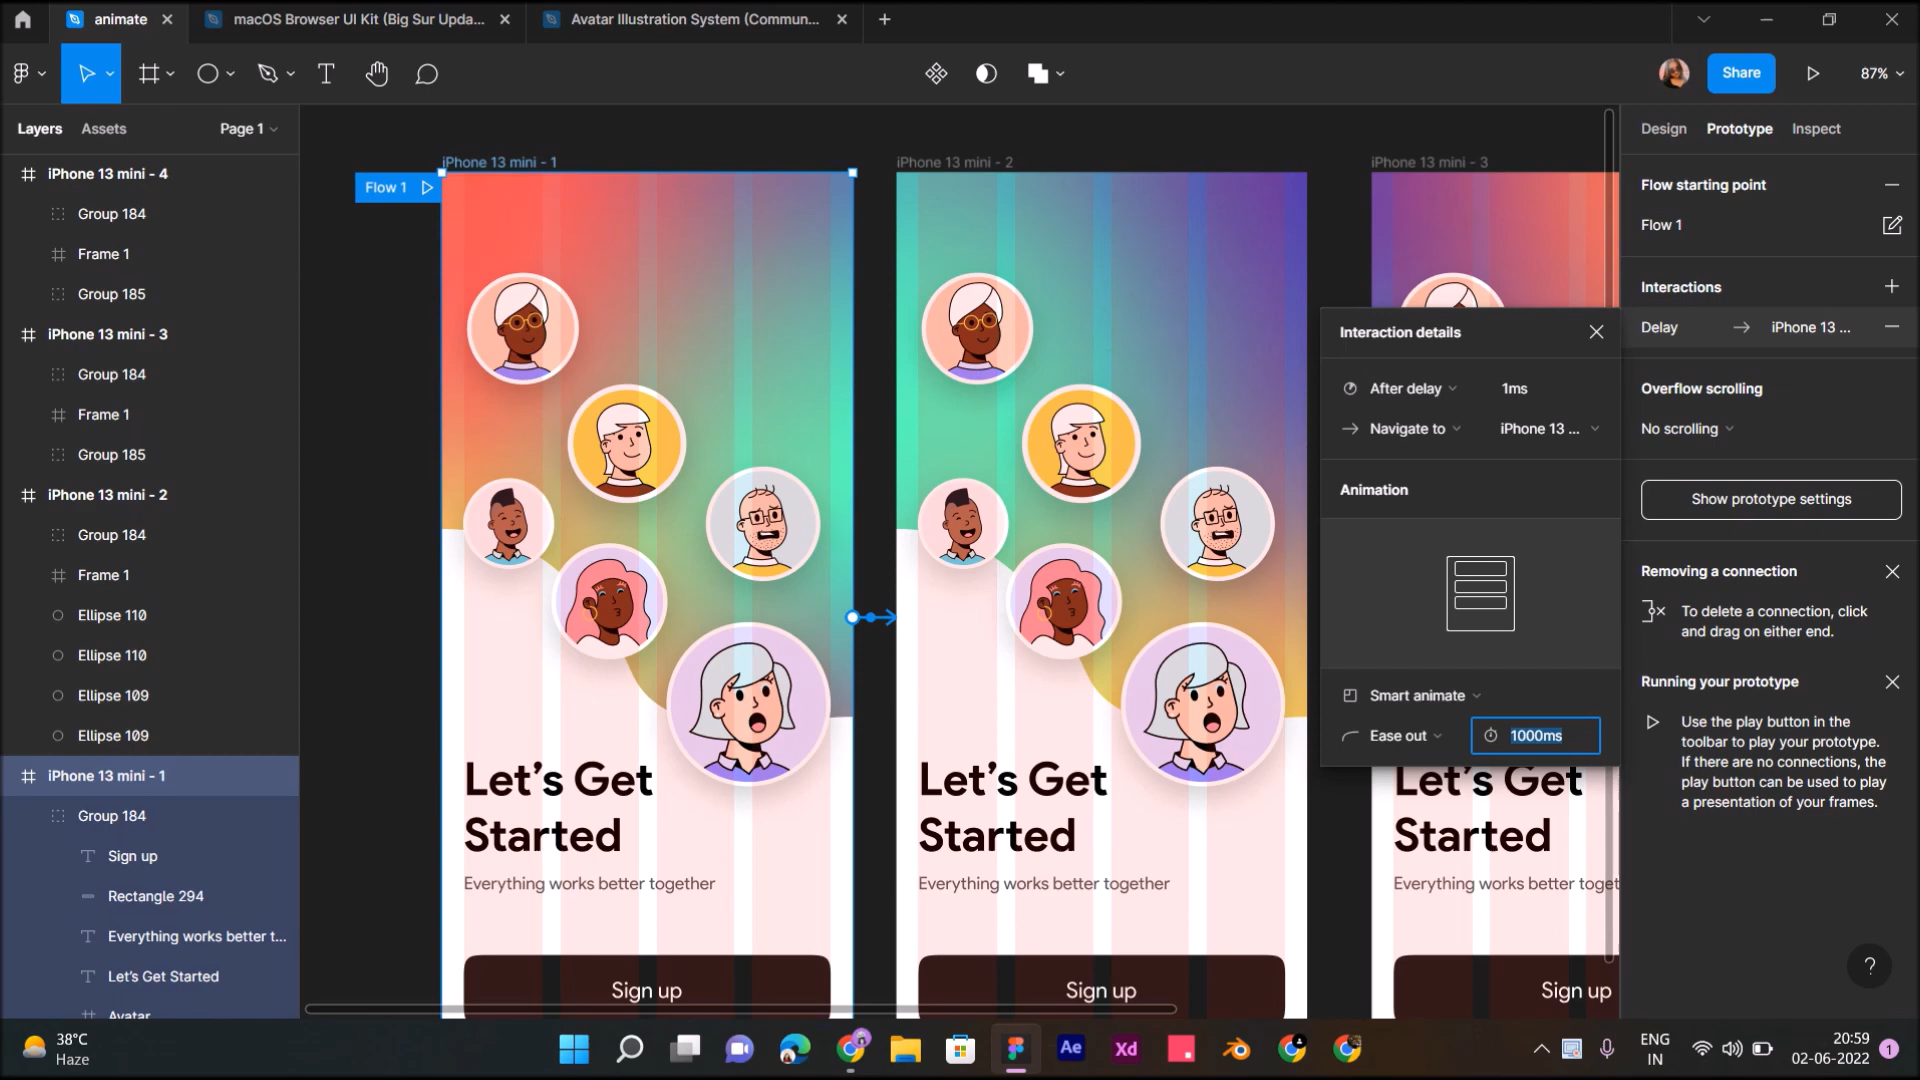 animate
macOS Browser UI Kit (Big Sur Upda...
Avatar Illustration System (Commun...
Share
87%
Layers
Assets
Page 1
iPhone 13 mini - 4
Group 184
Frame 1
Group 185
iPhone 13 mini - 3
Group 184
Frame 1
Group 185
iPhone 13 mini - 2
Group 184
Frame 1
Ellipse 110
Ellipse 110
Ellipse 109
Ellipse 109
iPhone 13 mini - 1
Group 184
Sign up
Rectangle 294
Everything works better t...
Let's Get Started
Avatar
Flow 1
iPhone 13 mini - 1
Let's Get
Started
Everything works better together
Sign up
iPhone 13 mini - 2
Let's Get
Started
Everything works better together
Sign up
iPhone 13 mini - 3
Let's Get
Started
Everything works better toget
Sign up
Interaction details
After delay
1ms
Navigate to
iPhone 13 ...
Animation
Smart animate
Ease out
1000ms
Design
Prototype
Inspect
Flow starting point
Flow 1
Interactions
Delay
iPhone 13 ...
Overflow scrolling
No scrolling
Show prototype settings
Removing a connection
To delete a connection, click
and drag on either end.
Running your prototype
Use the play button in the
toolbar to play your prototype.
If there are no connections, the
play button can be used to play
a presentation of your frames.
?
38°C
Haze
Ae
Xd
ENG
IN
20:59
02-06-2022
1